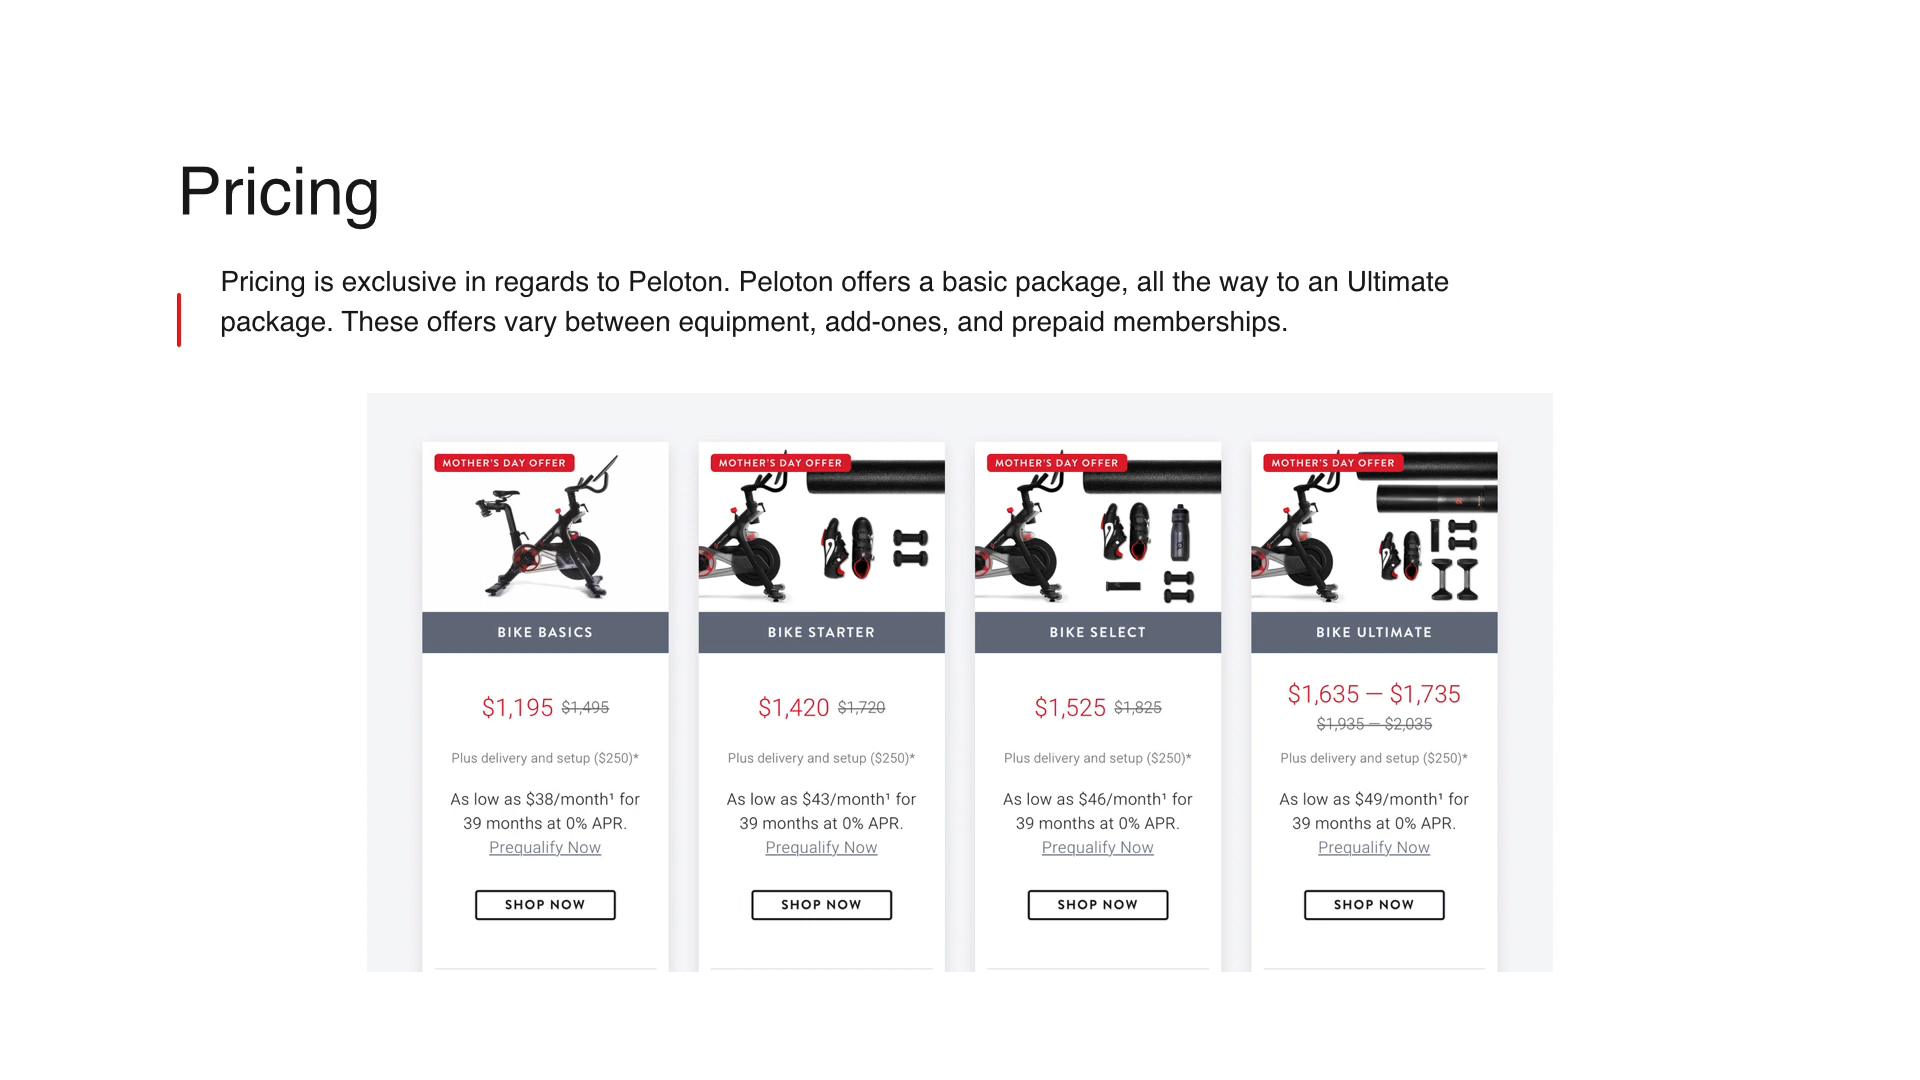 Pricing
Pricing is exclusive in regards to Peloton. Peloton offers a basic package, all the way to an Ultimate
package. These offers vary between equipment, add-ones, and prepaid memberships.
MOTHER'S DAY OFFER
BIKE BASICS
$1,195 $1,495
Plus delivery and setup ($250)*
As low as $38/month¹ for
39 months at 0% APR.
Prequalify Now
SHOP NOW
MOTHER'S DAY OFFER
BIKE STARTER
$1,420 $1,720
Plus delivery and setup ($250)*
As low as $43/month¹ for
39 months at 0% APR.
Prequalify Now
SHOP NOW
MOTHER'S DAY OFFER
BIKE SELECT
$1,525 $1,825
Plus delivery and setup ($250)*
As low as $46/month¹ for
39 months at 0% APR.
Prequalify Now
SHOP NOW
MOTHER'S DAY OFFER
BIKE ULTIMATE
$1,635 — $1,735
$1,935 — $2,035
Plus delivery and setup ($250)*
As low as $49/month¹ for
39 months at 0% APR.
Prequalify Now
SHOP NOW